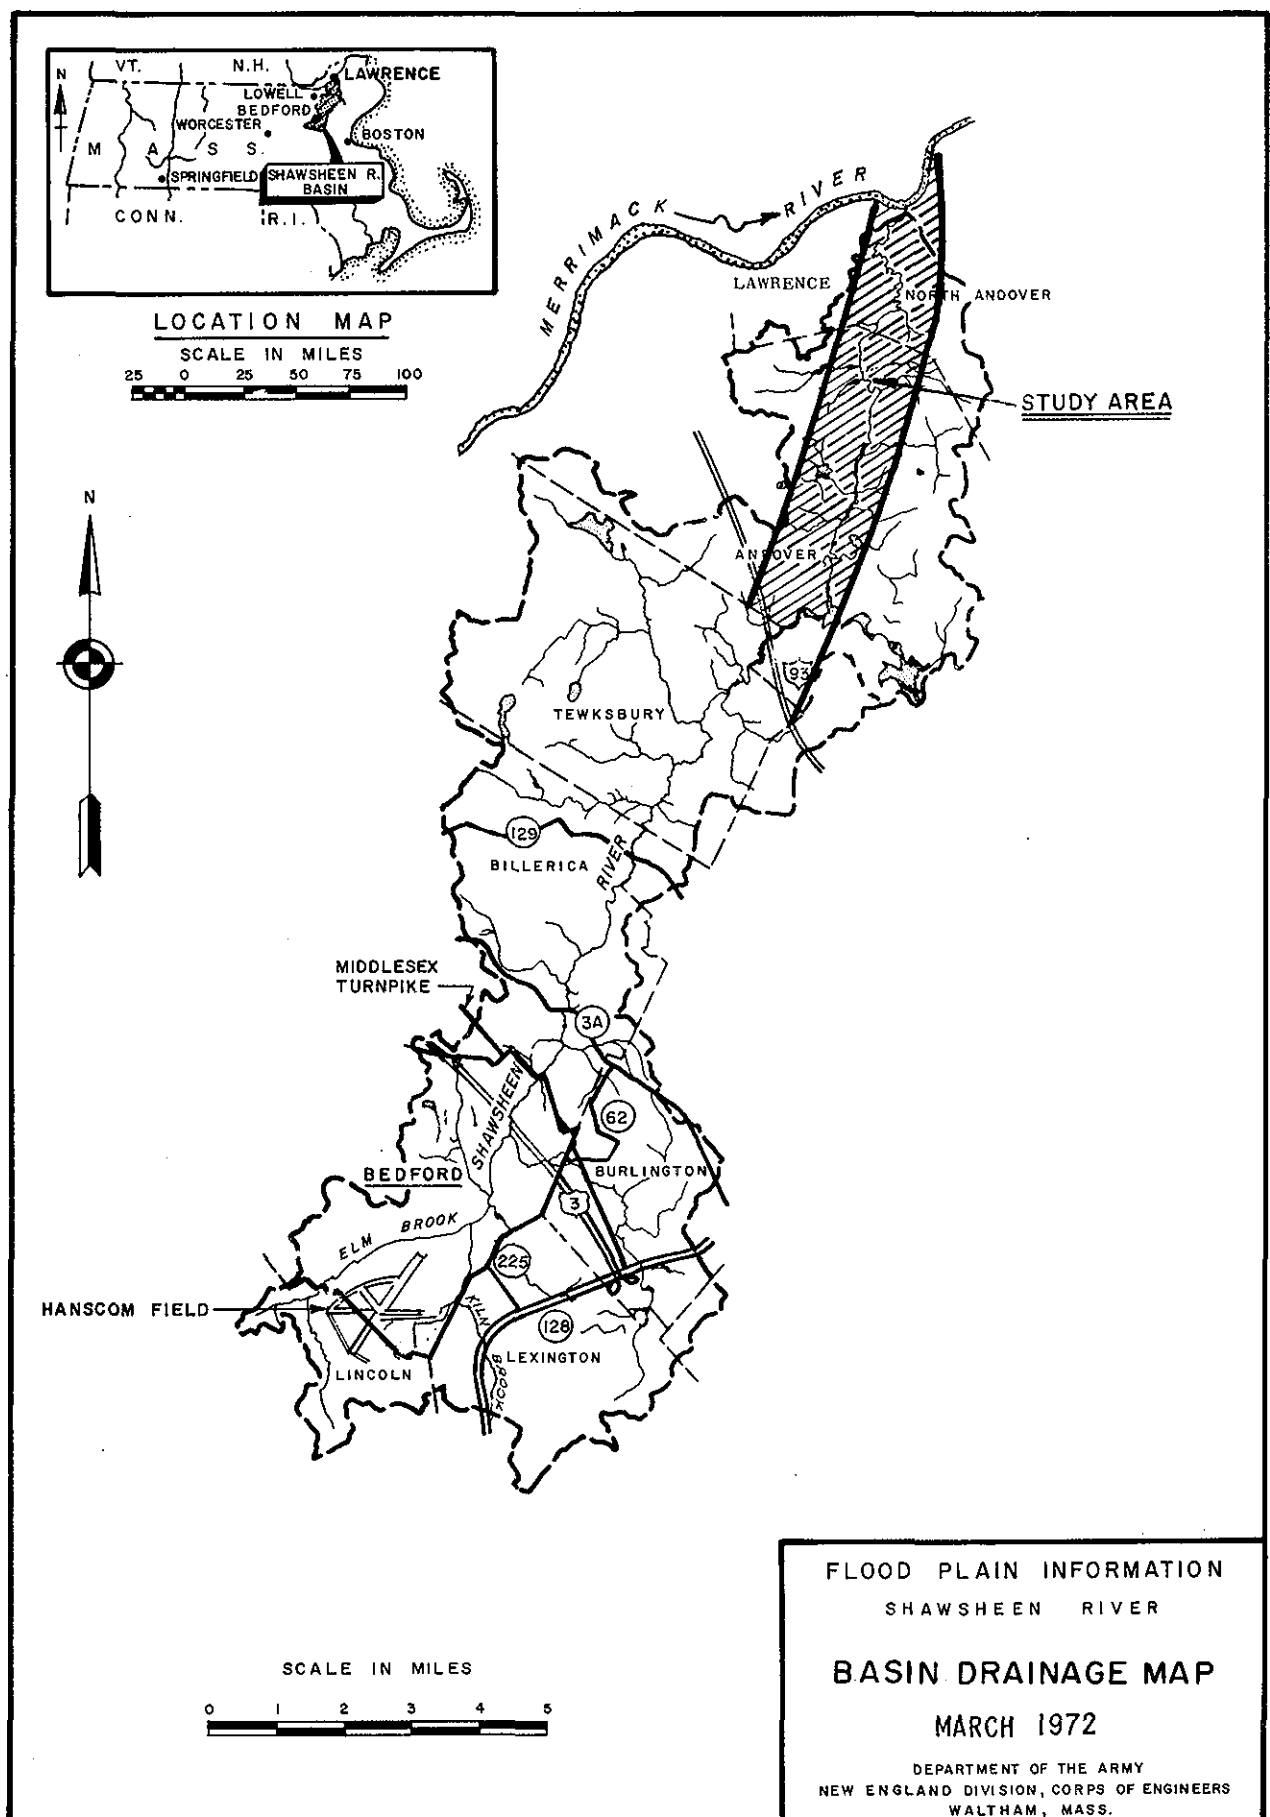 N
VT.
N.H.
LAWRENCE
LOWELL
BEDFORD
WORCESTER
BOSTON
M A S S.
SPRINGFIELD
SHAWSHEEN R.
BASIN
CONN.
R.I.
LOCATION MAP
SCALE IN MILES
25 0 25 50 75 100
MERRIMACK RIVER
LAWRENCE
NORTH ANDOVER
STUDY AREA
N
ANDOVER
93
TEWKSBURY
129
BILLERICA
RIVER
MIDDLESEX
TURNPIKE
3A
SHAWSHEEN
62
BEDFORD
BURLINGTON
3
ELM BROOK
225
HANSCOM FIELD
KILN
128
BROOK
LEXINGTON
LINCOLN
SCALE IN MILES
0 1 2 3 4 5
FLOOD PLAIN INFORMATION
SHAWSHEEN RIVER
BASIN DRAINAGE MAP
MARCH 1972
DEPARTMENT OF THE ARMY
NEW ENGLAND DIVISION, CORPS OF ENGINEERS
WALTHAM, MASS.